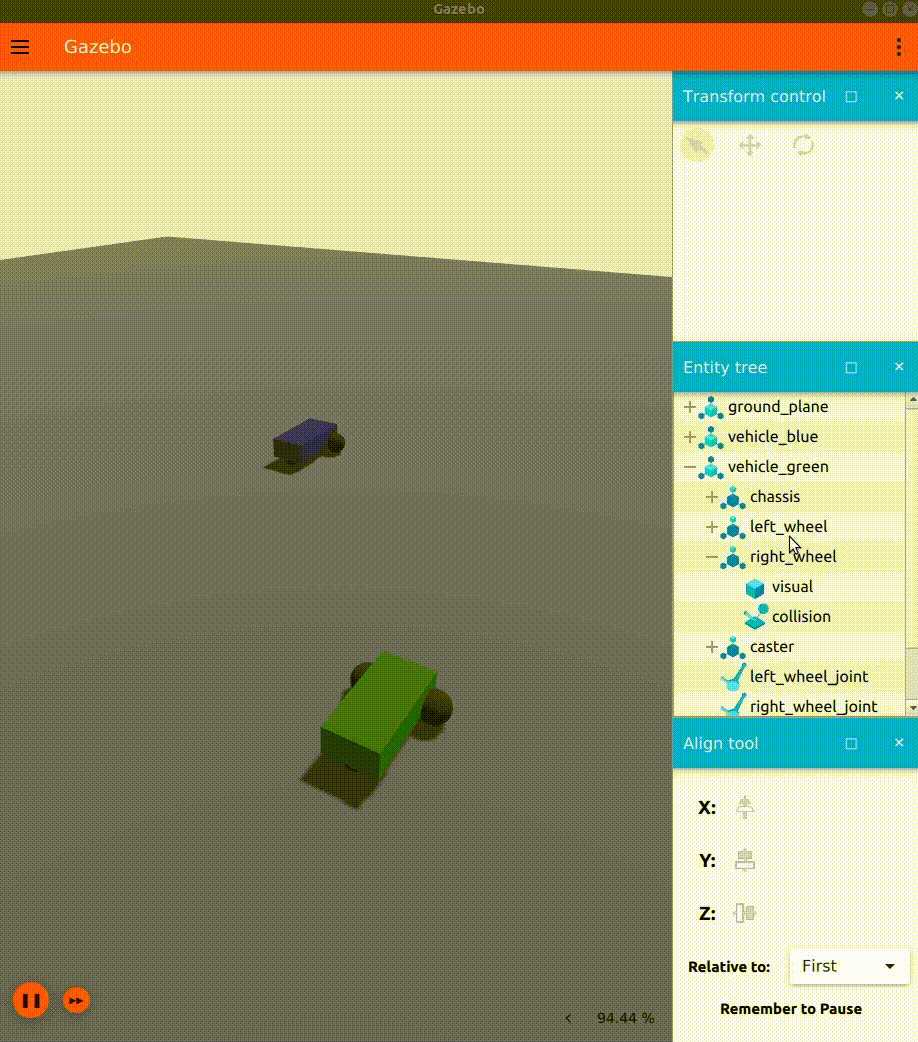 Gazebo
Gazebo
Transform control
Entity tree
ground_plane
vehicle_blue
vehicle_green
chassis
left_wheel
right_wheel
visual
collision
caster
left_wheel_joint
right_wheel_joint
Align tool
X:
Y:
Z:
Relative to: First
Remember to Pause
94.44 %